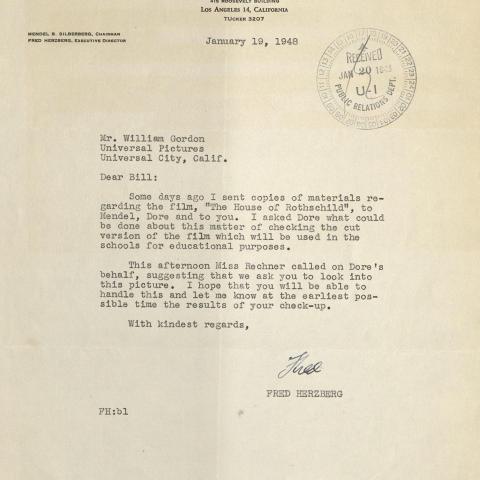 ROOSEVELT BUILDING
LOS ANGELES 14, CALIFORNIA
TUCKER 3207
MENDEL B. SILBERBERG, CHAIRMAN
FRED HERZBERG, EXECUTIVE DIRECTOR
January 19, 1948
RECEIVED
JAN 20
U-I
PUBLIC RELATIONS DEPT.
Mr. William Gordon
Universal Pictures
Universal City, Calif.
Dear Bill:
Some days ago I sent copies of materials re-
garding the film, "The House of Rothschild", to
Mendel, Dore and to you. I asked Dore what could
be done about this matter of checking the cut
version of the film which will be used in the
schools for educational purposes.
This afternoon Miss Rechner called on Dore's
behalf, suggesting that we ask you to look into
this picture. I hope that you will be able to
handle this and let me know at the earliest pos-
sible time the results of your check-up.
With kindest regards,
Fred
FRED HERZBERG
FH:bl